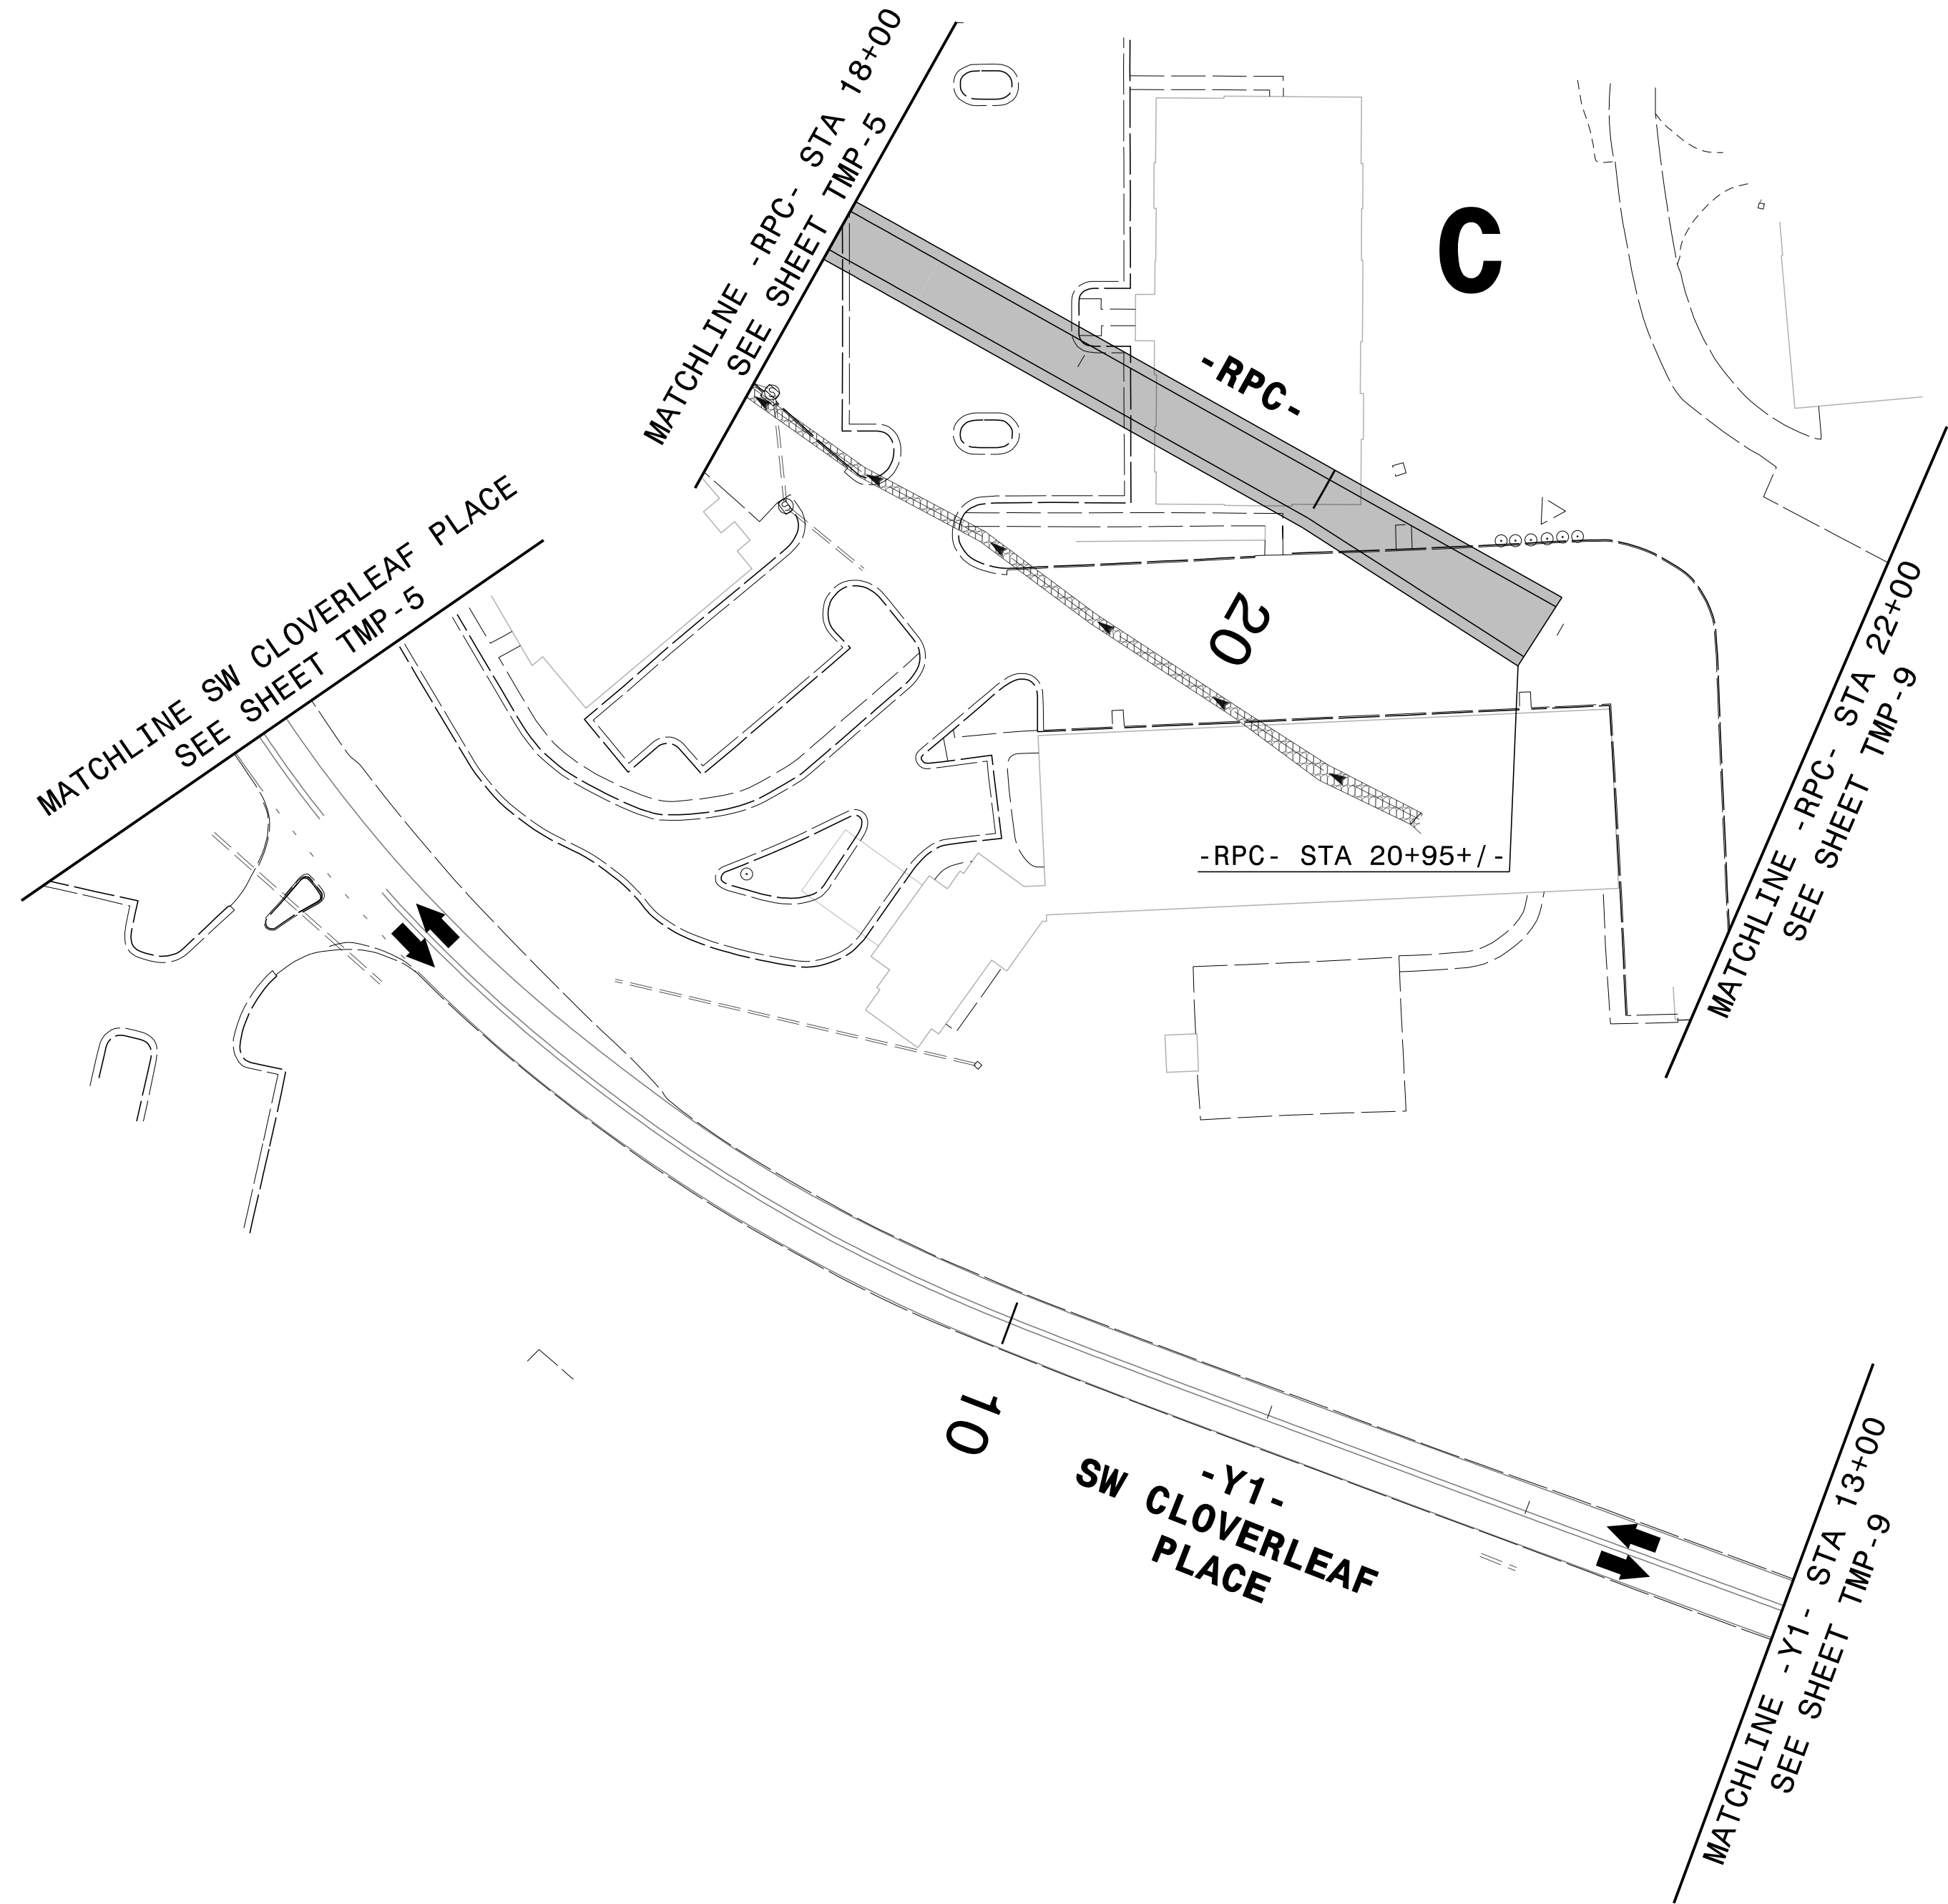 MATCHLINE -RPC- STA 18+00
SEE SHEET TMP-5
C
-RPC-
MATCHLINE SW CLOVERLEAF PLACE
SEE SHEET TMP-5
20
MATCHLINE -RPC- STA 22+00
SEE SHEET TMP-9
-RPC- STA 20+95+/-
10
-Y1-
SW CLOVERLEAF
PLACE
MATCHLINE -Y1- STA 13+00
SEE SHEET TMP-9